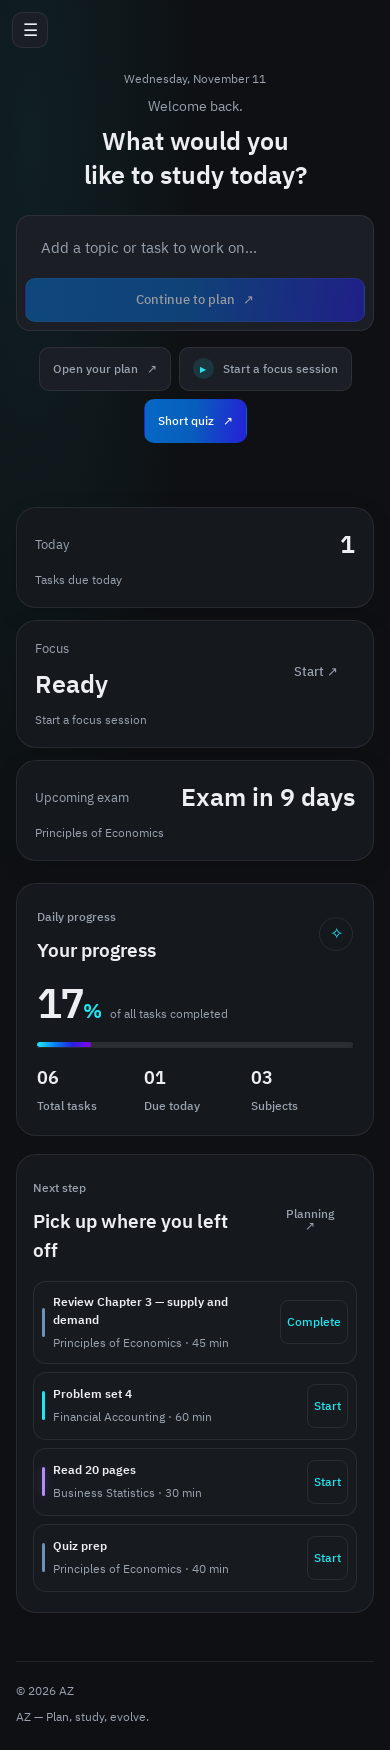 ☰
Wednesday, November 11
Welcome back.
What would you
like to study today?
Add a topic or task to work on...
Continue to plan ↗
Open your plan ↗
▶ Start a focus session
Short quiz ↗
Today
1
Tasks due today
Focus
Ready
Start ↗
Start a focus session
Upcoming exam
Exam in 9 days
Principles of Economics
Daily progress
Your progress
17% of all tasks completed
06
01
03
Total tasks
Due today
Subjects
Next step
Pick up where you left
off
Planning
↗
Review Chapter 3 — supply and
demand
Principles of Economics · 45 min
Complete
Problem set 4
Financial Accounting · 60 min
Start
Read 20 pages
Business Statistics · 30 min
Start
Quiz prep
Principles of Economics · 40 min
Start
© 2026 AZ
AZ — Plan, study, evolve.